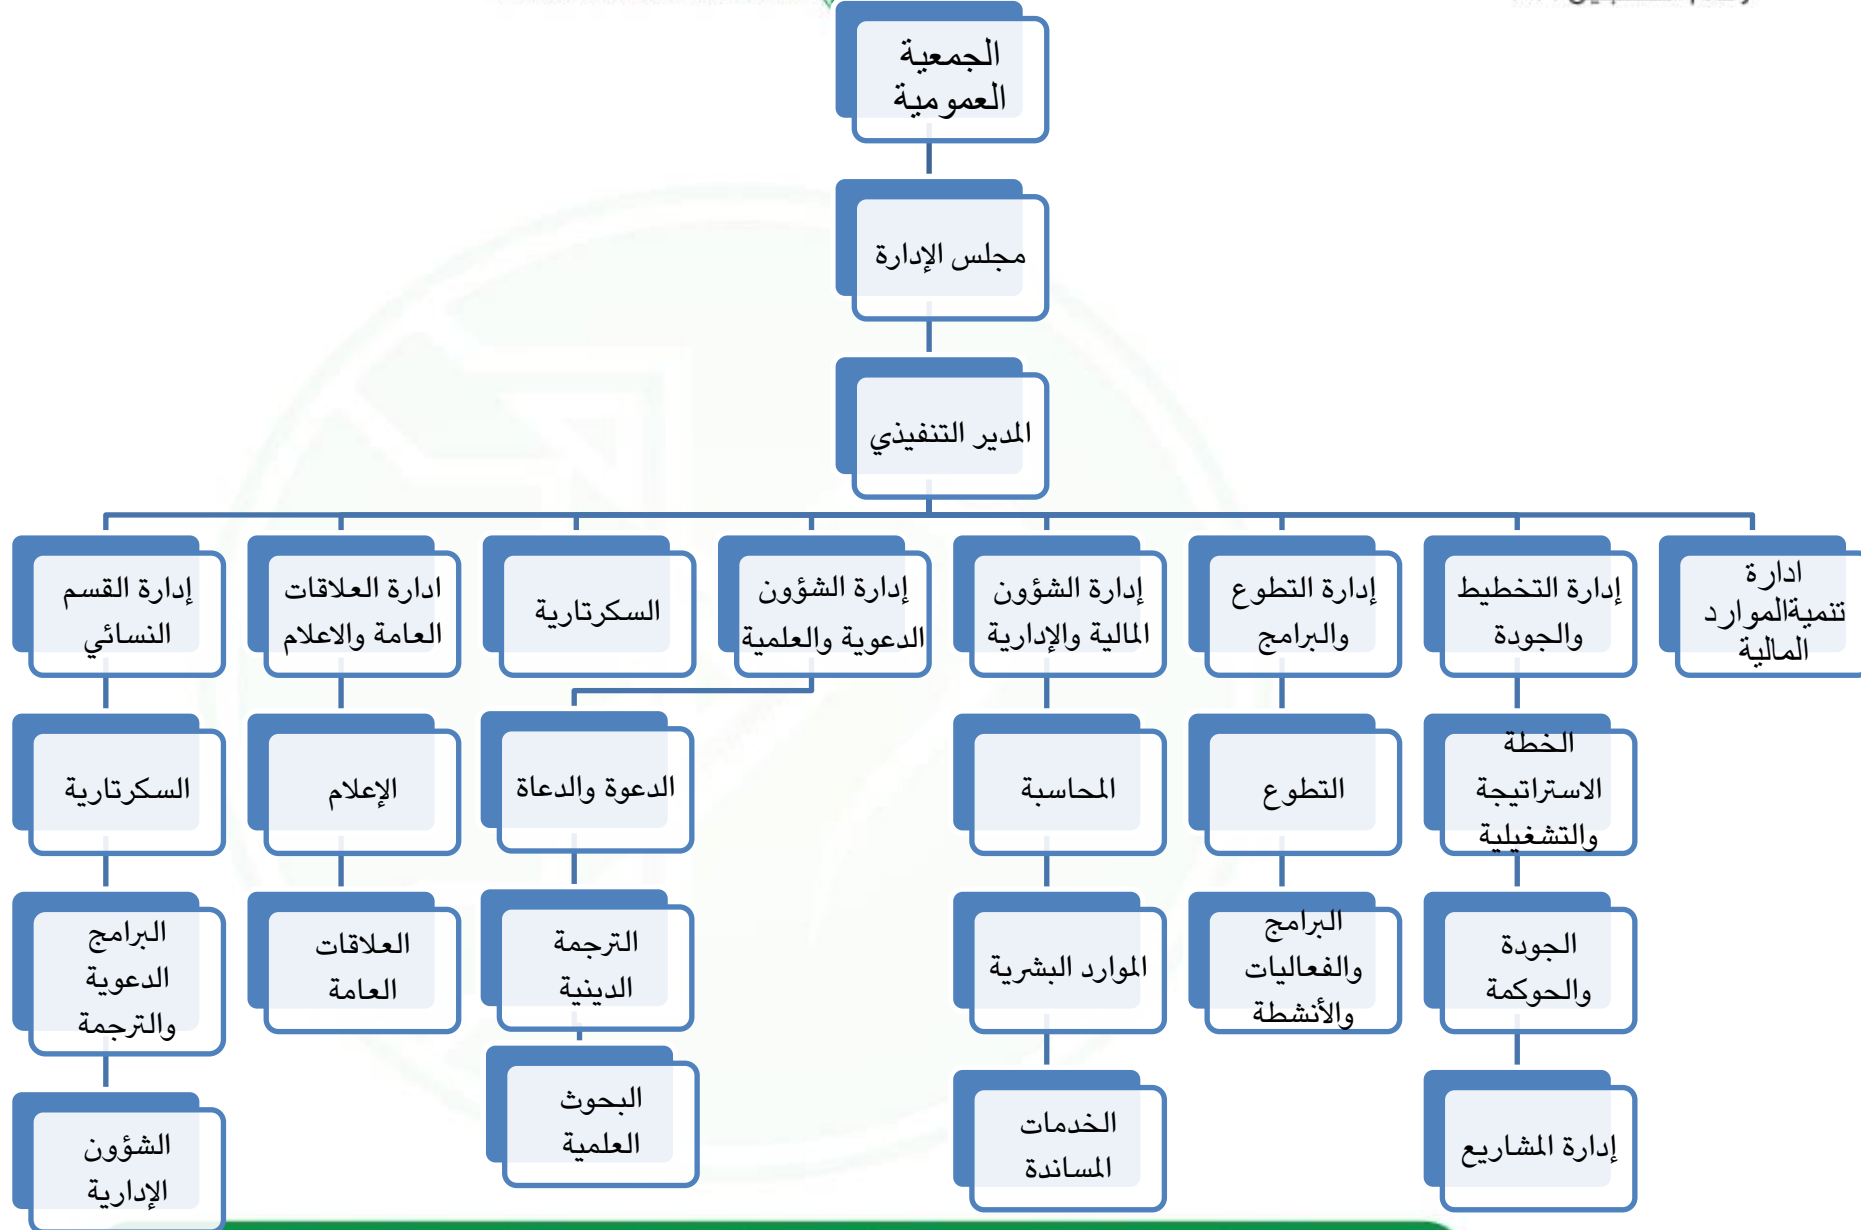 الجمعية
العمومية
مجلس الإدارة
المدير التنفيذي
ادارة
تنميةالموارد
المالية
إدارة التخطيط
والجودة
إدارة التطوع
والبرامج
إدارة الشؤون
المالية والإدارية
إدارة الشؤون
الدعوية والعلمية
السكرتارية
ادارة العلاقات
العامة والاعلام
إدارة القسم
النسائي
الخطة
الاستراتيجة
والتشغيلية
التطوع
المحاسبة
الدعوة والدعاة
الإعلام
السكرتارية
الجودة
والحوكمة
البرامج
والفعاليات
والأنشطة
الموارد البشرية
الترجمة
الدينية
العلاقات
العامة
البرامج
الدعوية
والترجمة
إدارة المشاريع
الخدمات
المساندة
البحوث
العلمية
الشؤون
الإدارية